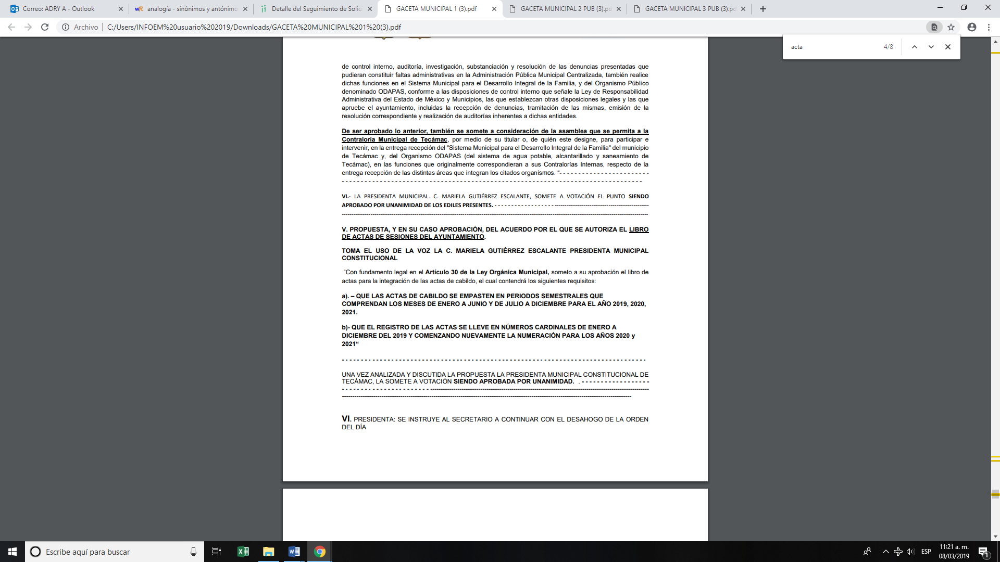 Correo: ADRY A - Outlook
analogía - sinónimos y antónimo
Detalle del Seguimiento de Solici
GACETA MUNICIPAL 1 (3).pdf
GACETA MUNICIPAL 2 PUB (3).pd
GACETA MUNICIPAL 3 PUB (3).pd
Archivo
C:/Users/INFOEM%20usuario%202019/Downloads/GACETA%20MUNICIPAL%201%20(3).pdf
acta 4/8
de control interno, auditoría, investigación, substanciación y resolución de las denuncias presentadas que
pudieran constituir faltas administrativas en la Administración Pública Municipal Centralizada, también realice
dichas funciones en el Sistema Municipal para el Desarrollo Integral de la Familia, y del Organismo Público
denominado ODAPAS, conforme a las disposiciones de control interno que señale la Ley de Responsabilidad
Administrativa del Estado de México y Municipios, las que establezcan otras disposiciones legales y las que
apruebe el ayuntamiento, incluidas la recepción de denuncias, tramitación de las mismas, emisión de la
resolución correspondiente y realización de auditorías inherentes a dichas entidades.
De ser aprobado lo anterior, también se somete a consideración de la asamblea que se permita a la
Contraloría Municipal de Tecámac, por medio de su titular o, de quién este designe, para participar e
intervenir, en la entrega recepción del "Sistema Municipal para el Desarrollo Integral de la Familia" del municipio
de Tecámac y, del Organismo ODAPAS (del sistema de agua potable, alcantarillado y saneamiento de
Tecámac), en las funciones que originalmente correspondieran a sus Contralorías Internas, respecto de la
entrega recepción de las distintas áreas que integran los citados organismos. “- - - - - - - - - - - - - - - - - - - - - - - -
- - - - - - - - - - - - - - - - - - - - - - - - - - - - - - - - - - - - - - - - - - - - - - - - - - - - - - - - - - - - - - - - - - - - - - - - - - - - - - -
VI.- LA PRESIDENTA MUNICIPAL. C. MARIELA GUTIÉRREZ ESCALANTE, SOMETE A VOTACIÓN EL PUNTO SIENDO
APROBADO POR UNANIMIDAD DE LOS EDILES PRESENTES. - - - - - - - - - - - - - - - - - - -------------------------------------------------
----------------------------------------------------------------------------------------------------------------------------------------------------------------
V. PROPUESTA, Y EN SU CASO APROBACIÓN, DEL ACUERDO POR EL QUE SE AUTORIZA EL LIBRO
DE ACTAS DE SESIONES DEL AYUNTAMIENTO.
TOMA EL USO DE LA VOZ LA C. MARIELA GUTIÉRREZ ESCALANTE PRESIDENTA MUNICIPAL
CONSTITUCIONAL
“Con fundamento legal en el Artículo 30 de la Ley Orgánica Municipal, someto a su aprobación el libro de
actas para la integración de las actas de cabildo, el cual contendrá los siguientes requisitos:
a). – QUE LAS ACTAS DE CABILDO SE EMPASTEN EN PERIODOS SEMESTRALES QUE
COMPRENDAN LOS MESES DE ENERO A JUNIO Y DE JULIO A DICIEMBRE PARA EL AÑO 2019, 2020,
2021.
b)- QUE EL REGISTRO DE LAS ACTAS SE LLEVE EN NÚMEROS CARDINALES DE ENERO A
DICIEMBRE DEL 2019 Y COMENZANDO NUEVAMENTE LA NUMERACIÓN PARA LOS AÑOS 2020 y
2021“
- - - - - - - - - - - - - - - - - - - - - - - - - - - - - - - - - - - - - - - - - - - - - - - - - - - - - - - - - - - - - - - - - - - - - - - - - - - - - - - -
UNA VEZ ANALIZADA Y DISCUTIDA LA PROPUESTA LA PRESIDENTA MUNICIPAL CONSTITUCIONAL DE
TECÁMAC, LA SOMETE A VOTACIÓN SIENDO APROBADA POR UNANIMIDAD. . - - - - - - - - - - - - - - - - - -
- - - - - - - - - - - - - - - - - - - - - - - ---------------------------------------------------------------------------------------------------------
-------------------------------------------------------------------------------------------------------------------------------------------
VI. PRESIDENTA: SE INSTRUYE AL SECRETARIO A CONTINUAR CON EL DESAHOGO DE LA ORDEN
DEL DÍA
Escribe aquí para buscar
ESP
11:21 a. m.
08/03/2019
1